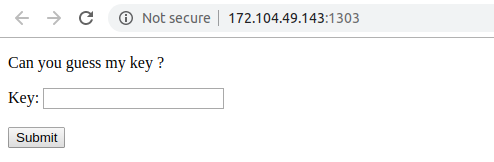 Not secure | 172.104.49.143:1303
Can you guess my key ?
Key:
Submit